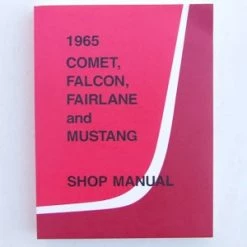 1965
COMET,
FALCON,
FAIRLANE
and
MUSTANG
SHOP MANUAL